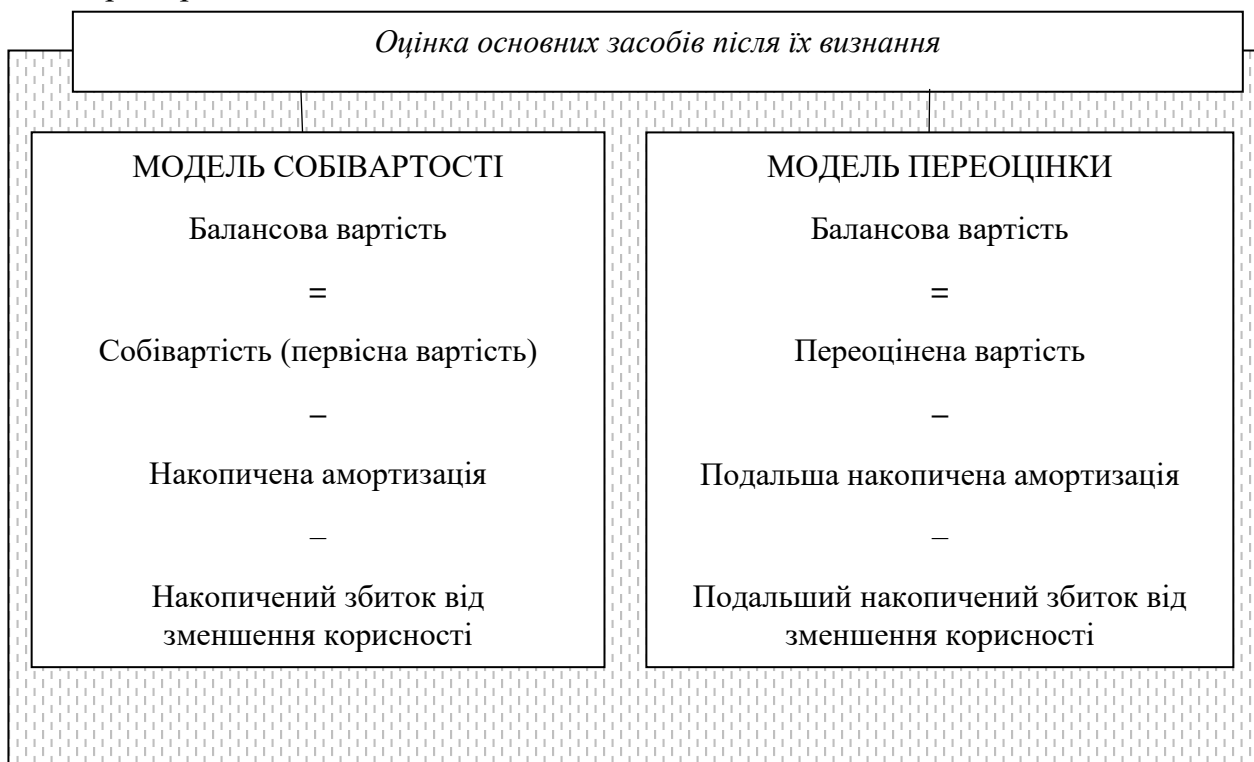 Оцінка основних засобів після їх визнання
МОДЕЛЬ СОБІВАРТОСТІ
Балансова вартість
=
Собівартість (первісна вартість)
–
Накопичена амортизація
–
Накопичений збиток від
зменшення корисності
МОДЕЛЬ ПЕРЕОЦІНКИ
Балансова вартість
=
Переоцінена вартість
–
Подальша накопичена амортизація
–
Подальший накопичений збиток від
зменшення корисності